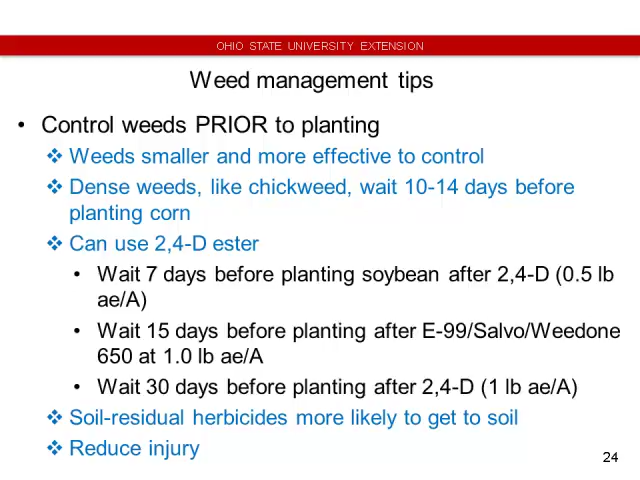 OHIO STATE UNIVERSITY EXTENSION
Weed management tips
• Control weeds PRIOR to planting
❖ Weeds smaller and more effective to control
❖ Dense weeds, like chickweed, wait 10-14 days before
planting corn
❖ Can use 2,4-D ester
• Wait 7 days before planting soybean after 2,4-D (0.5 lb
ae/A)
• Wait 15 days before planting after E-99/Salvo/Weedone
650 at 1.0 lb ae/A
• Wait 30 days before planting after 2,4-D (1 lb ae/A)
❖ Soil-residual herbicides more likely to get to soil
❖ Reduce injury
24